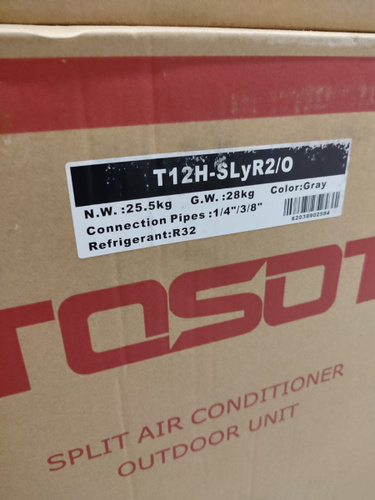 T12H-SLyR2/O
N.W. :25.5kg G.W. :28kg Color:Gray
Connection Pipes :1/4"/3/8"
Refrigerant:R32
TOSOT
SPLIT AIR CONDITIONER
OUTDOOR UNIT